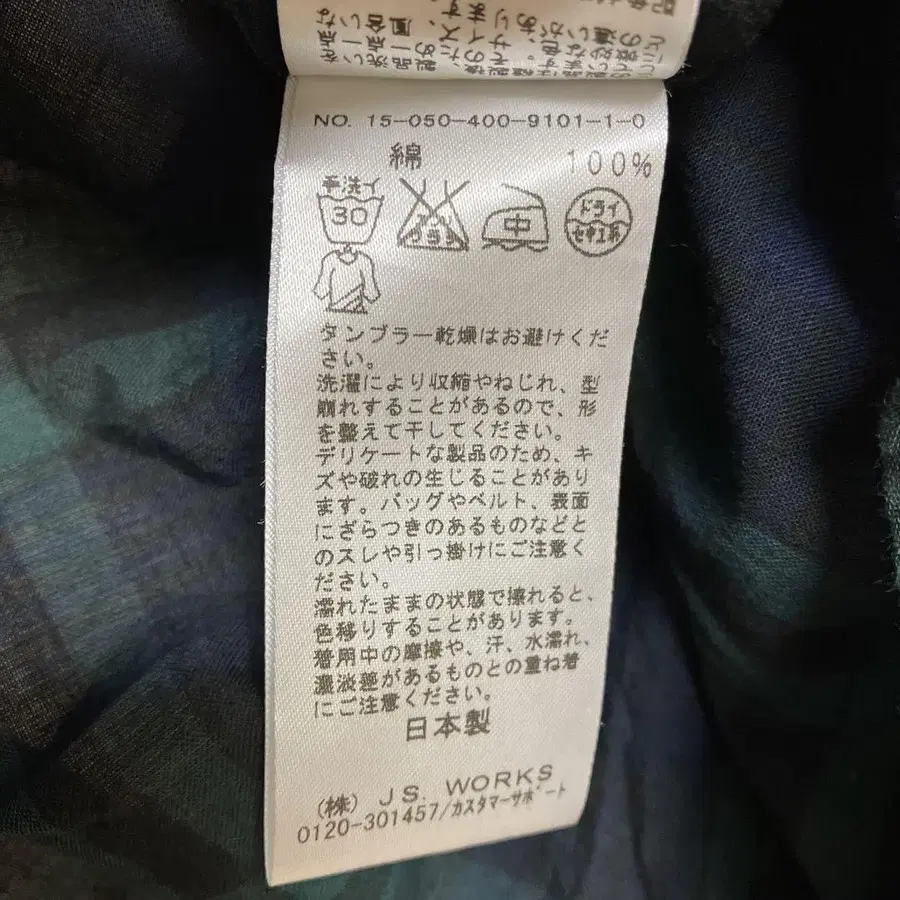 NO. 15-050-400-9101-1-0
綿 100%
手洗イ
30
エンソサラシ
中
ドライ
セキユ系
タンブラー乾燥はお避けくだ
さい。
洗濯により収縮やねじれ、型
崩れすることがあるので、形
を整えて干してください。
デリケートな製品のため、キ
ズや破れの生じることがあり
ます。バッグやベルト、表面
にざらつきのあるものなどと
のスレや引っ掛けにご注意く
ださい。
濡れたままの状態で擦れると、
色移りすることがあります。
着用中の摩擦や、汗、水濡れ、
濃淡差があるものとの重ね着
にご注意ください。
日本製
(株) J.S. WORKS
0120-301457/カスタマーサポート